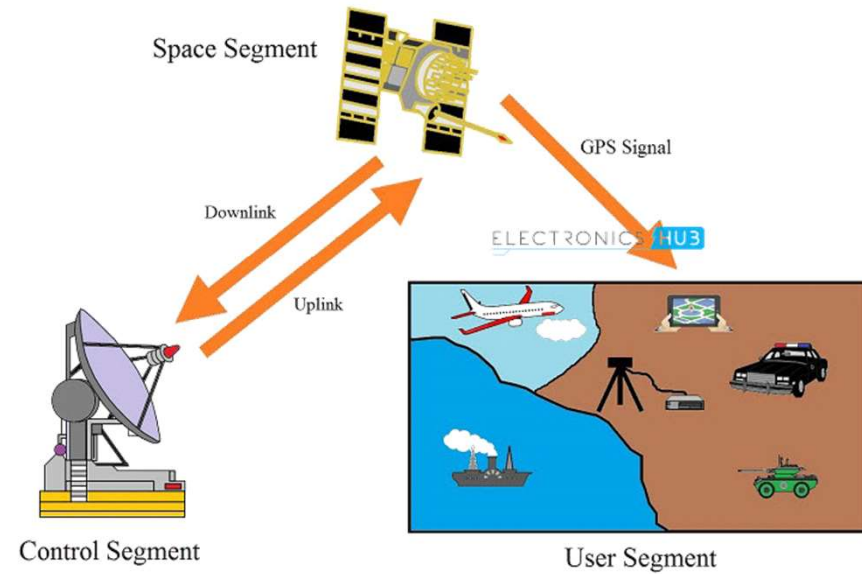 Space Segment
GPS Signal
Downlink
ELECTRONICS HUB
Uplink
Control Segment
User Segment